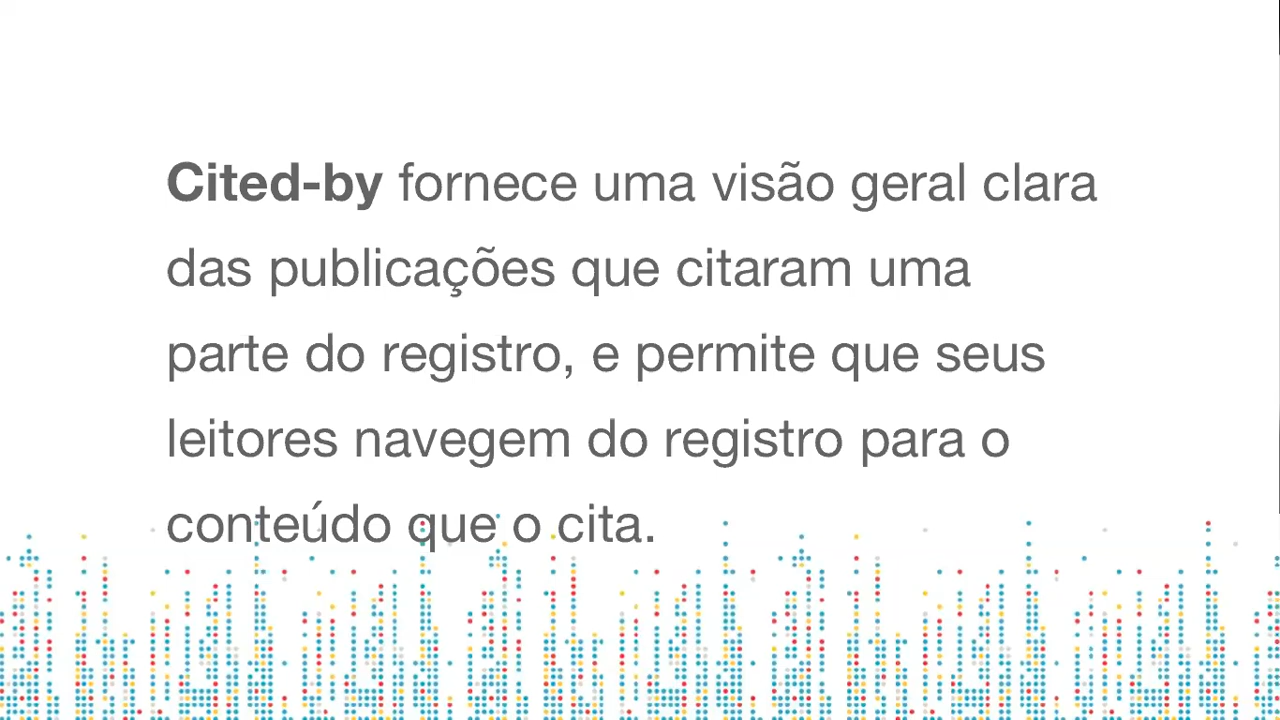 Cited-by fornece uma visão geral clara
das publicações que citaram uma
parte do registro, e permite que seus
leitores navegem do registro para o
conteúdo que o cita.